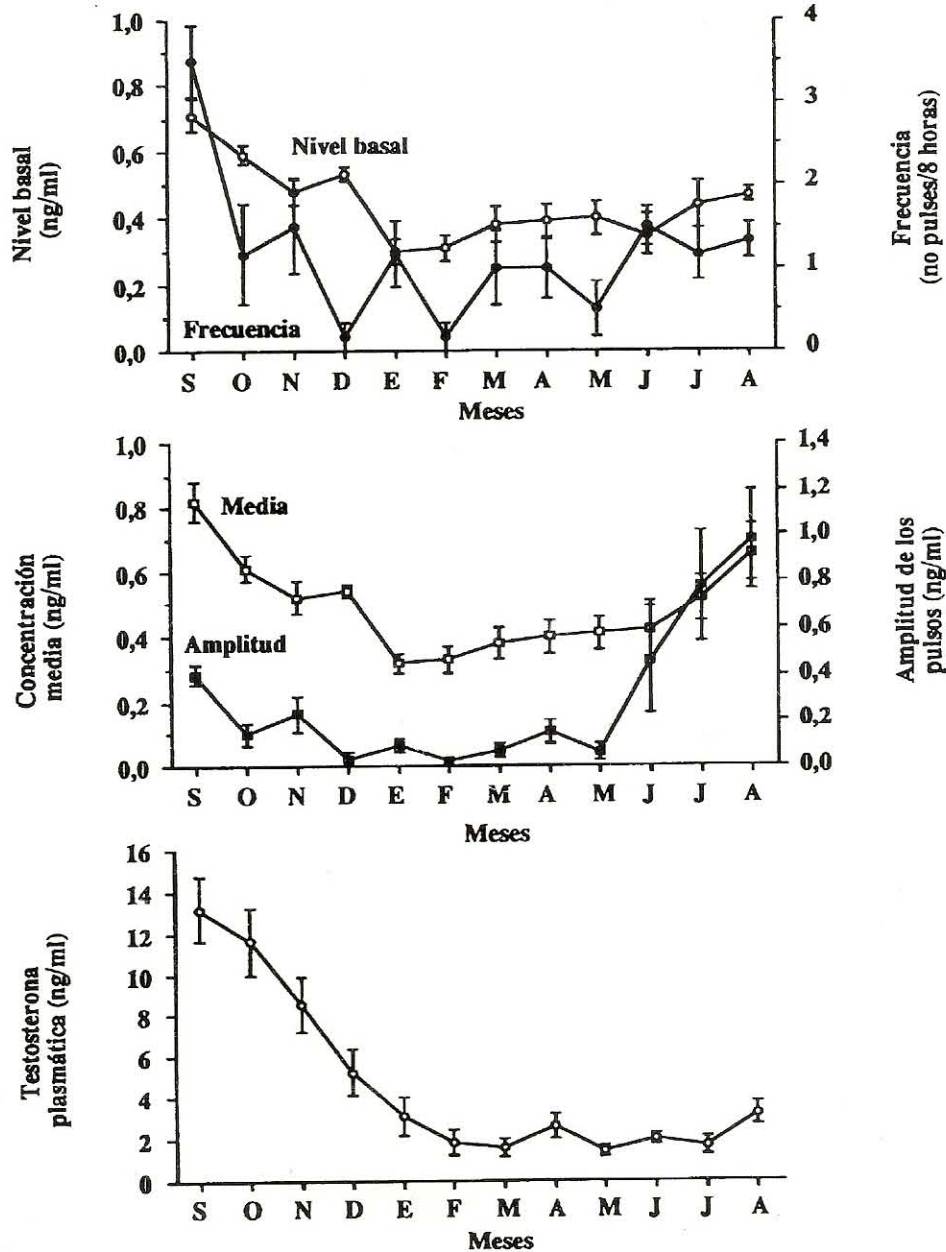 1,0
0,8
0,6
0,4
0,2
0,0
Nivel basal
(ng/ml)
4
3
2
1
0
Frecuencia
(no pulses/8 horas)
Nivel basal
Frecuencia
S O N D E F M A M J J A
Meses
1,0
0,8
0,6
0,4
0,2
0,0
Concentración
media (ng/ml)
1,4
1,2
1,0
0,8
0,6
0,4
0,2
0,0
Amplitud de los
pulsos (ng/ml)
Media
Amplitud
S O N D E F M A M J J A
Meses
16
14
12
10
8
6
4
2
0
Testosterona
plasmática (ng/ml)
S O N D E F M A M J J A
Meses